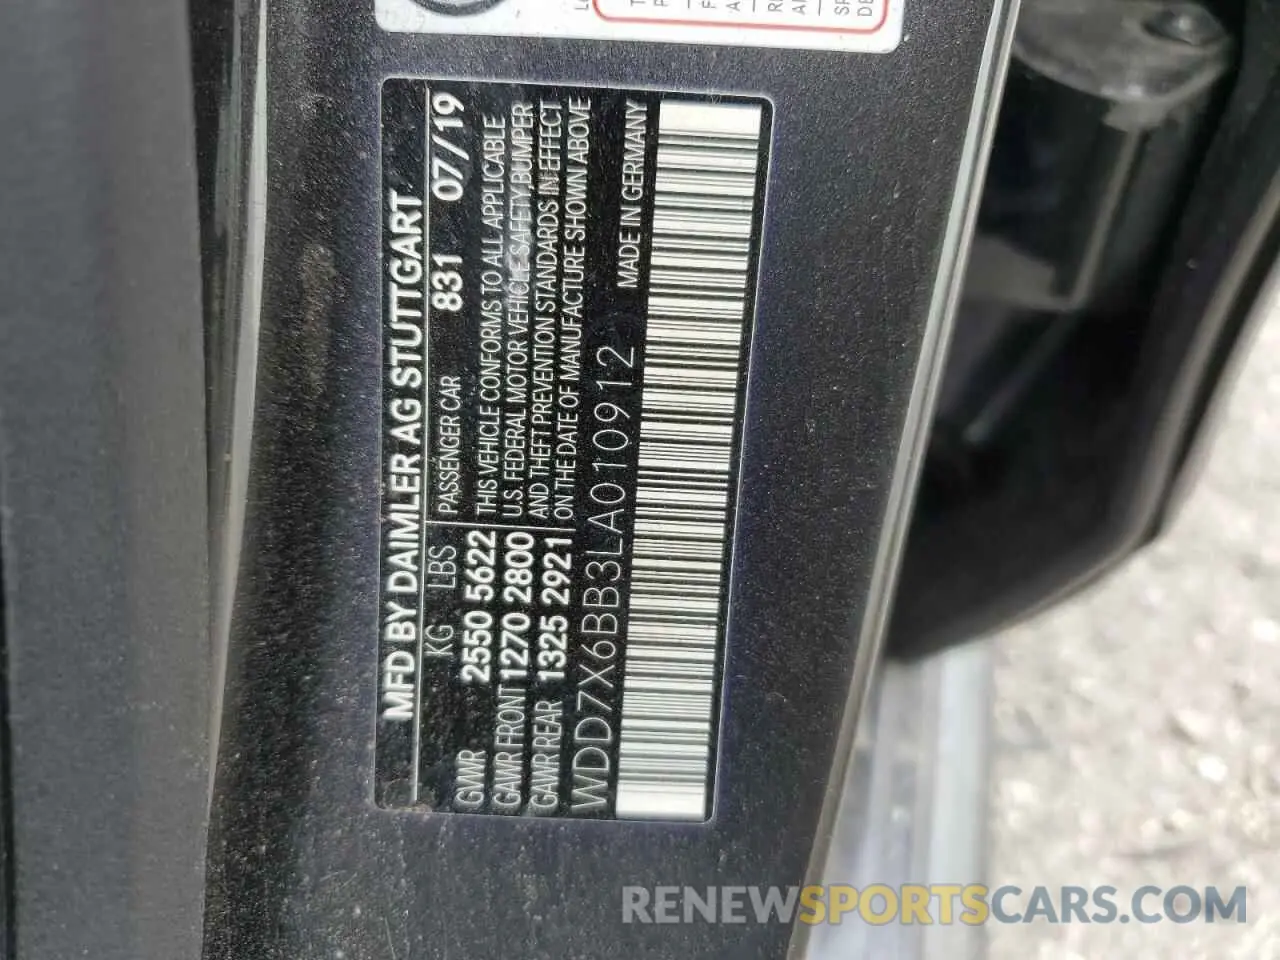 MFD BY DAIMLER AG STUTTGART
KG LBS
GWR 2550 5622
GAWR FRONT 1270 2800
GAWR REAR 1325 2921
PASSENGER CAR 831 07/19
THIS VEHICLE CONFORMS TO ALL APPLICABLE
U.S. FEDERAL MOTOR VEHICLE SAFETY, BUMPER
AND THEFT PREVENTION STANDARDS IN EFFECT
ON THE DATE OF MANUFACTURE SHOWN ABOVE
WDD7X6BB3LA010912 MADE IN GERMANY
RENEWSPORTSCARS.COM